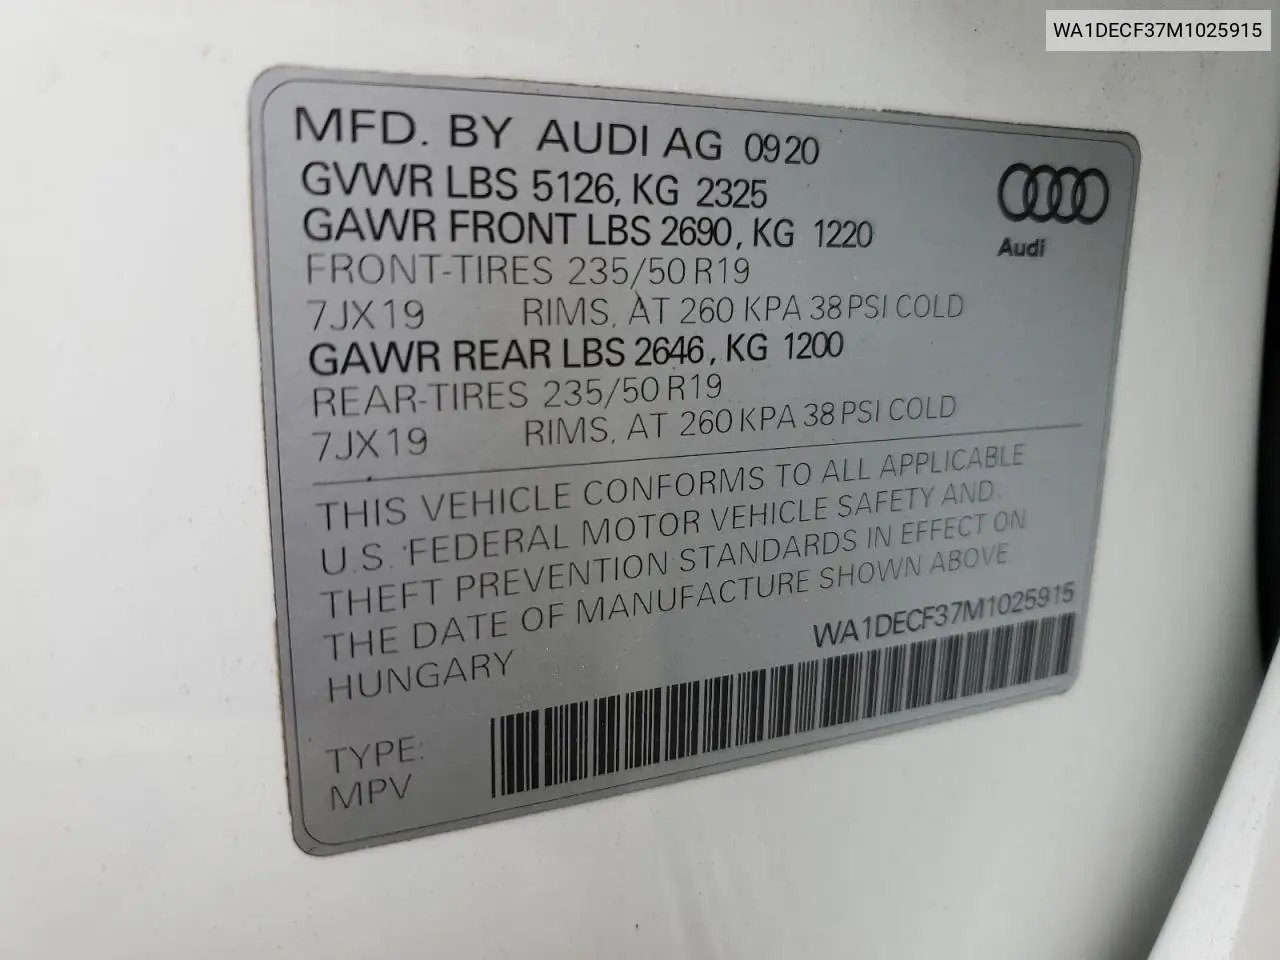 WA1DECF37M1025915
MFD. BY AUDI AG 0920
GVWR LBS 5126, KG 2325
GAWR FRONT LBS 2690, KG 1220
FRONT-TIRES 235/50 R19
7JX19 RIMS, AT 260 KPA 38 PSI COLD
GAWR REAR LBS 2646, KG 1200
REAR-TIRES 235/50 R19
7JX19 RIMS, AT 260 KPA 38 PSI COLD
Audi
THIS VEHICLE CONFORMS TO ALL APPLICABLE
U.S. FEDERAL MOTOR VEHICLE SAFETY AND
THEFT PREVENTION STANDARDS IN EFFECT ON
THE DATE OF MANUFACTURE SHOWN ABOVE.
HUNGARY
WA1DECF37M1025915
TYPE:
MPV